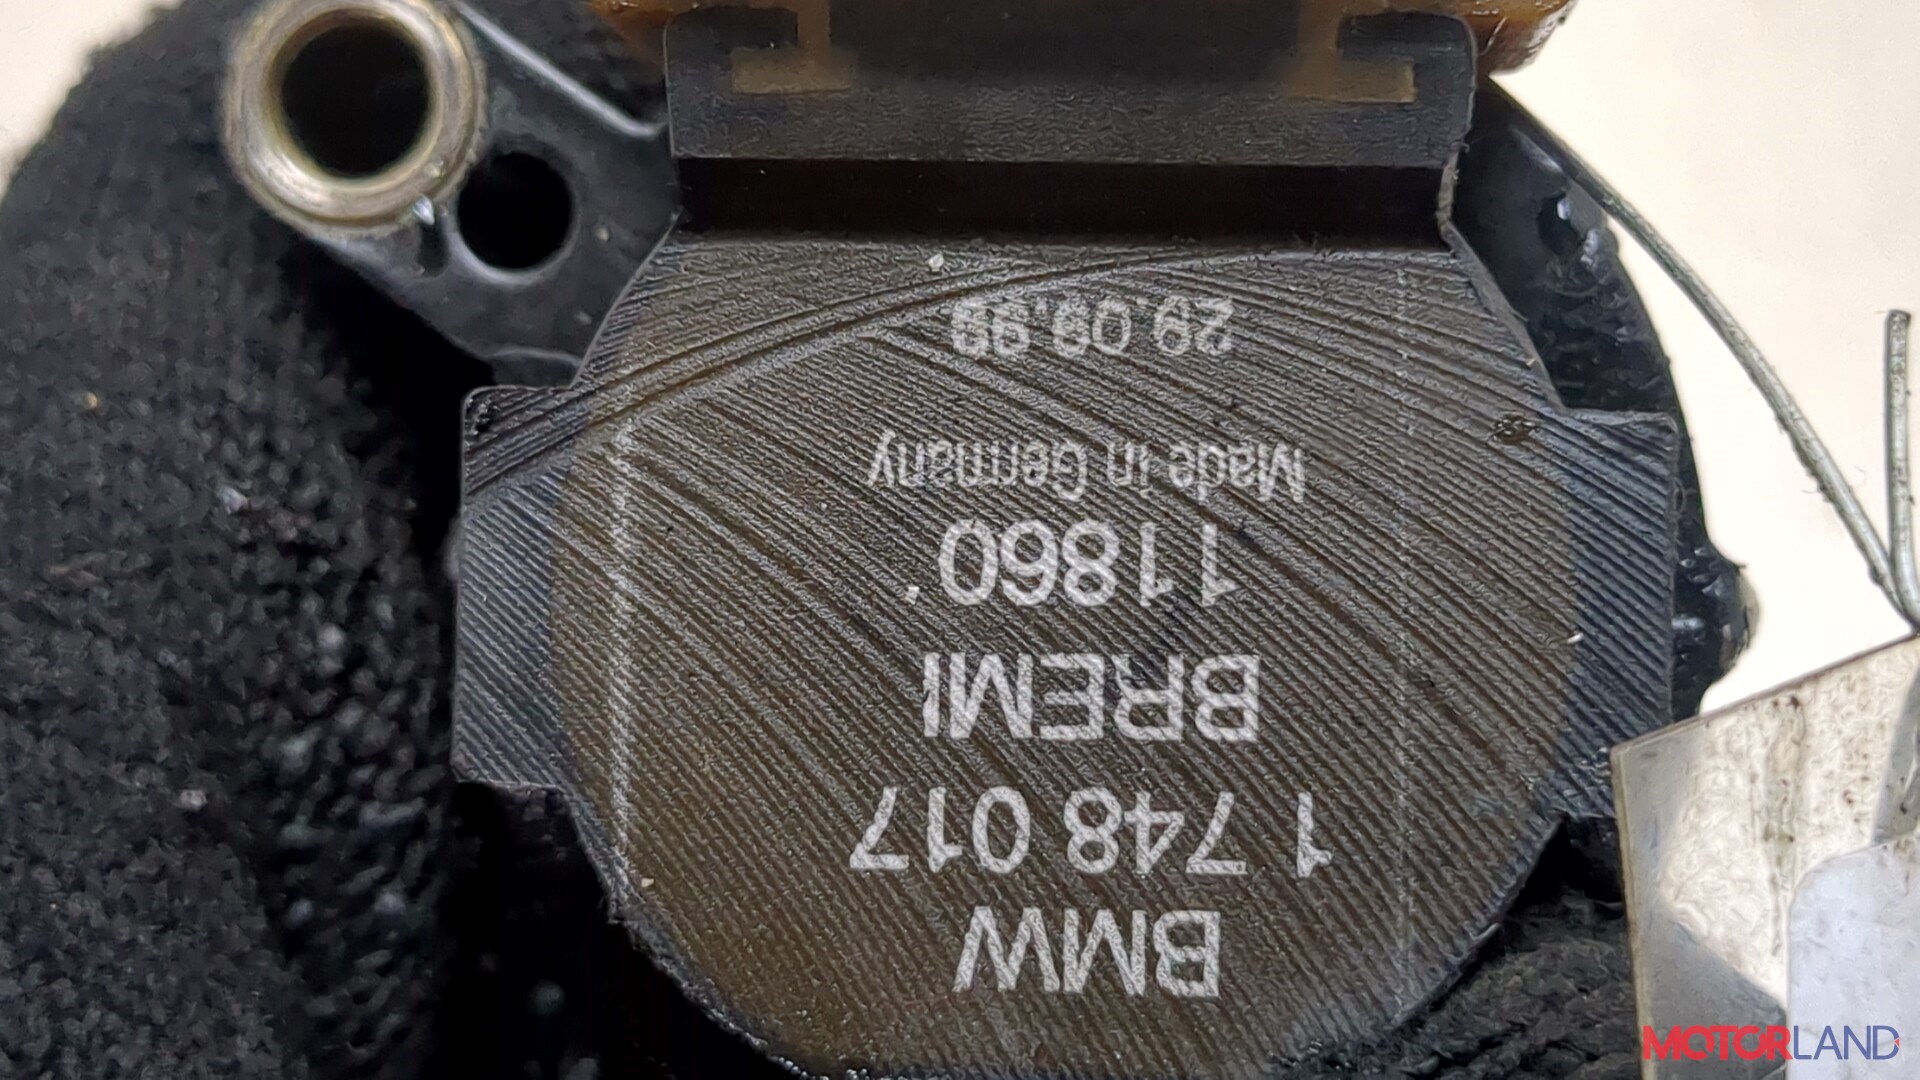 BMW
1 748 017
BREMI
11860
Made in Germany
29.09.99
MOTORLAND